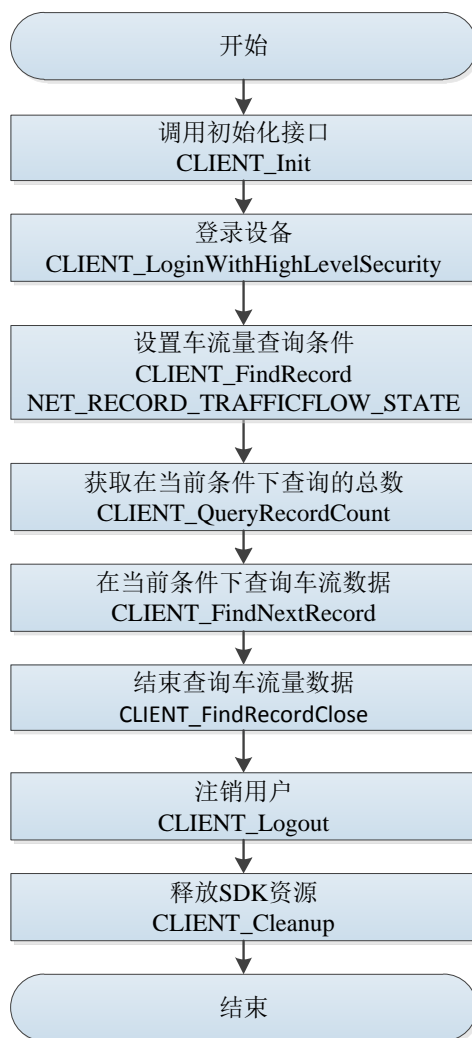 开始
调用初始化接口
CLIENT_Init
登录设备
CLIENT_LoginWithHighLevelSecurity
设置车流量查询条件
CLIENT_FindRecord
NET_RECORD_TRAFFICFLOW_STATE
获取在当前条件下查询的总数
CLIENT_QueryRecordCount
在当前条件下查询车流数据
CLIENT_FindNextRecord
结束查询车流量数据
CLIENT_FindRecordClose
注销用户
CLIENT_Logout
释放SDK资源
CLIENT_Cleanup
结束